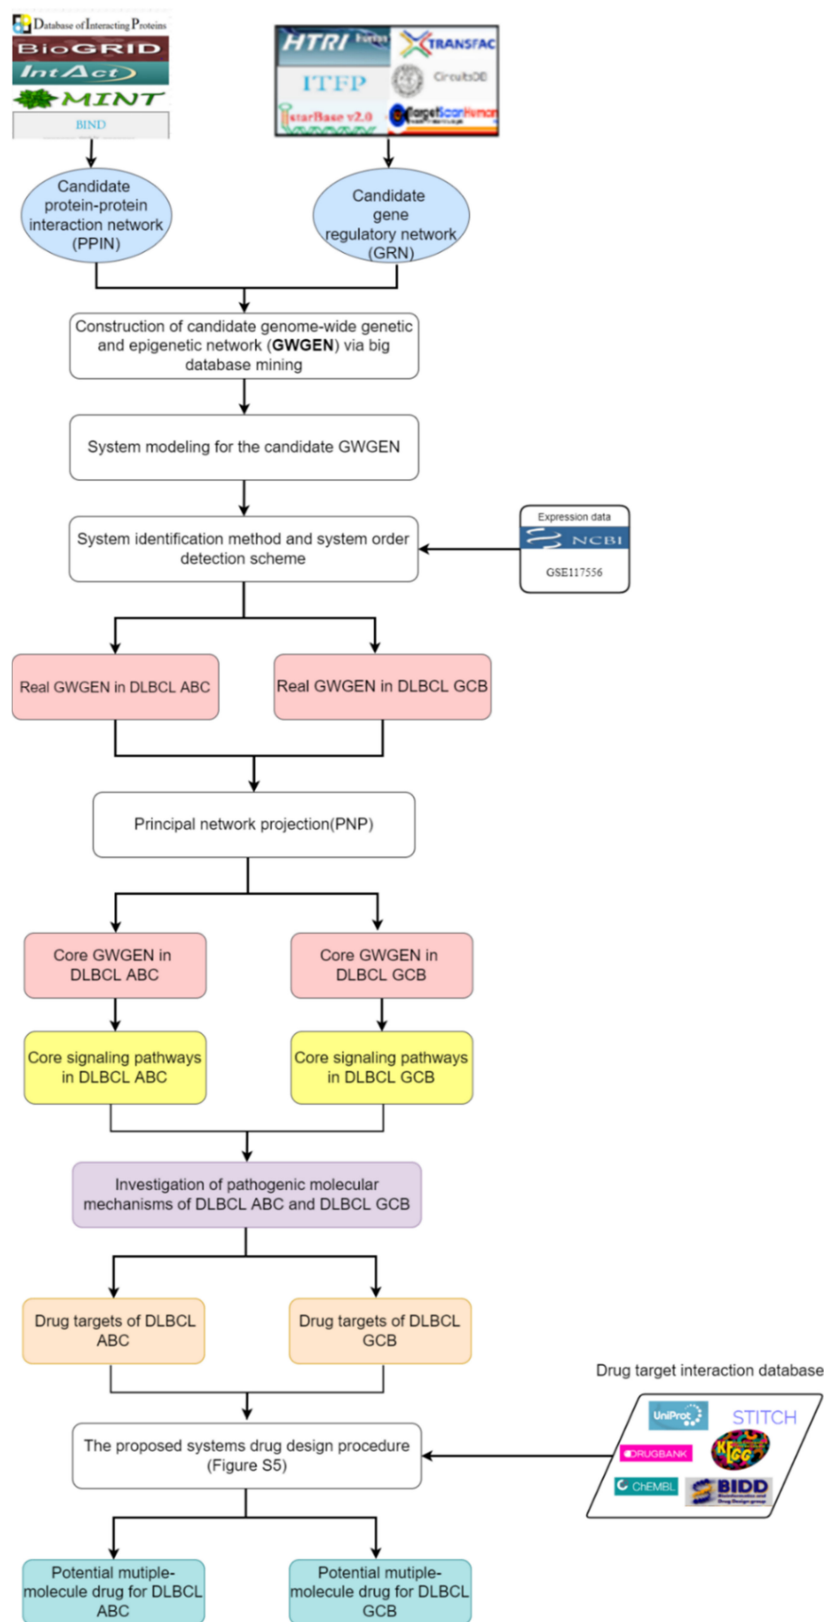 Database of Interacting Proteins
BioGRID
IntAct
MINT
BIND
HTRI
TRANSFAC
ITFP
CircuitsDB
starBase v2.0
TargetScanHuman
Candidate
protein-protein
interaction network
(PPIN)
Candidate
gene
regulatory network
(GRN)
Construction of candidate genome-wide genetic
and epigenetic network (GWGEN) via big
database mining
System modeling for the candidate GWGEN
System identification method and system order
detection scheme
Expression data
NCBI
GSE117556
Real GWGEN in DLBCL ABC
Real GWGEN in DLBCL GCB
Principal network projection(PNP)
Core GWGEN in
DLBCL ABC
Core GWGEN in
DLBCL GCB
Core signaling pathways
in DLBCL ABC
Core signaling pathways
in DLBCL GCB
Investigation of pathogenic molecular
mechanisms of DLBCL ABC and DLBCL GCB
Drug targets of DLBCL
ABC
Drug targets of DLBCL
GCB
Drug target interaction database
UniProt
STITCH
DRUGBANK
KEGG
ChEMBL
BIDD
Bioinformatics and
Drug Design group
The proposed systems drug design procedure
(Figure S5)
Potential mutiple-
molecule drug for DLBCL
ABC
Potential mutiple-
molecule drug for DLBCL
GCB